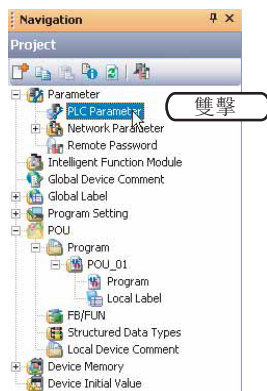 Navigation
Project
Parameter
PLC Parameter
雙擊
Network Parameter
Remote Password
Intelligent Function Module
Global Device Comment
Global Label
Program Setting
POU
Program
POU_01
Program
Local Label
FB/FUN
Structured Data Types
Local Device Comment
Device Memory
Device Initial Value